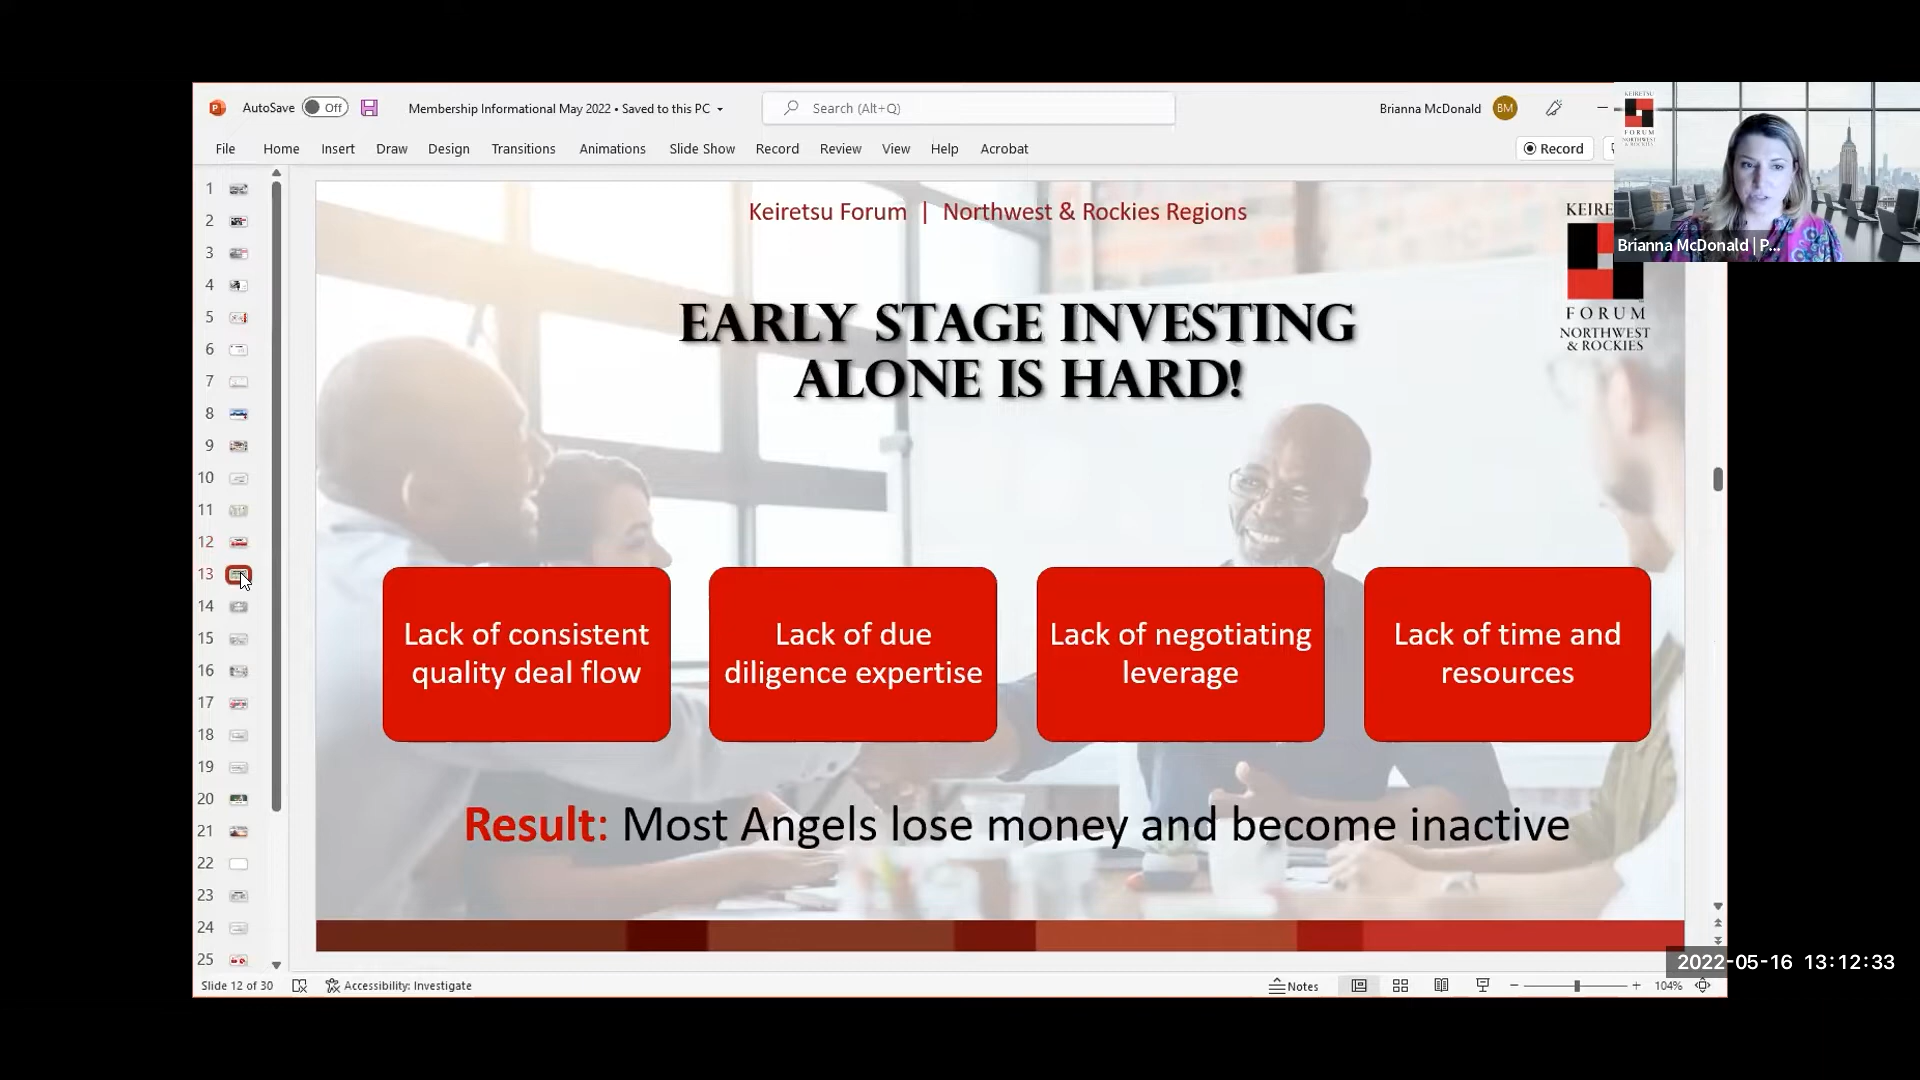 AutoSave Off Membership Informational May 2022 • Saved to this PC Search (Alt+Q) Brianna McDonald BM
File Home Insert Draw Design Transitions Animations Slide Show Record Review View Help Acrobat Record
KEIRETSU
FORUM
NORTHWEST
& ROCKIES
Brianna McDonald | P...
1
2
3
4
5
6
7
8
9
10
11
12
13
14
15
16
17
18
19
20
21
22
23
24
25
Keiretsu Forum | Northwest & Rockies Regions
KEIRE
FORUM
NORTHWEST
& ROCKIES
EARLY STAGE INVESTING
ALONE IS HARD!
Lack of consistent
quality deal flow
Lack of due
diligence expertise
Lack of negotiating
leverage
Lack of time and
resources
Result: Most Angels lose money and become inactive
2022-05-16 13:12:33
Slide 12 of 30 Accessibility: Investigate Notes 104%